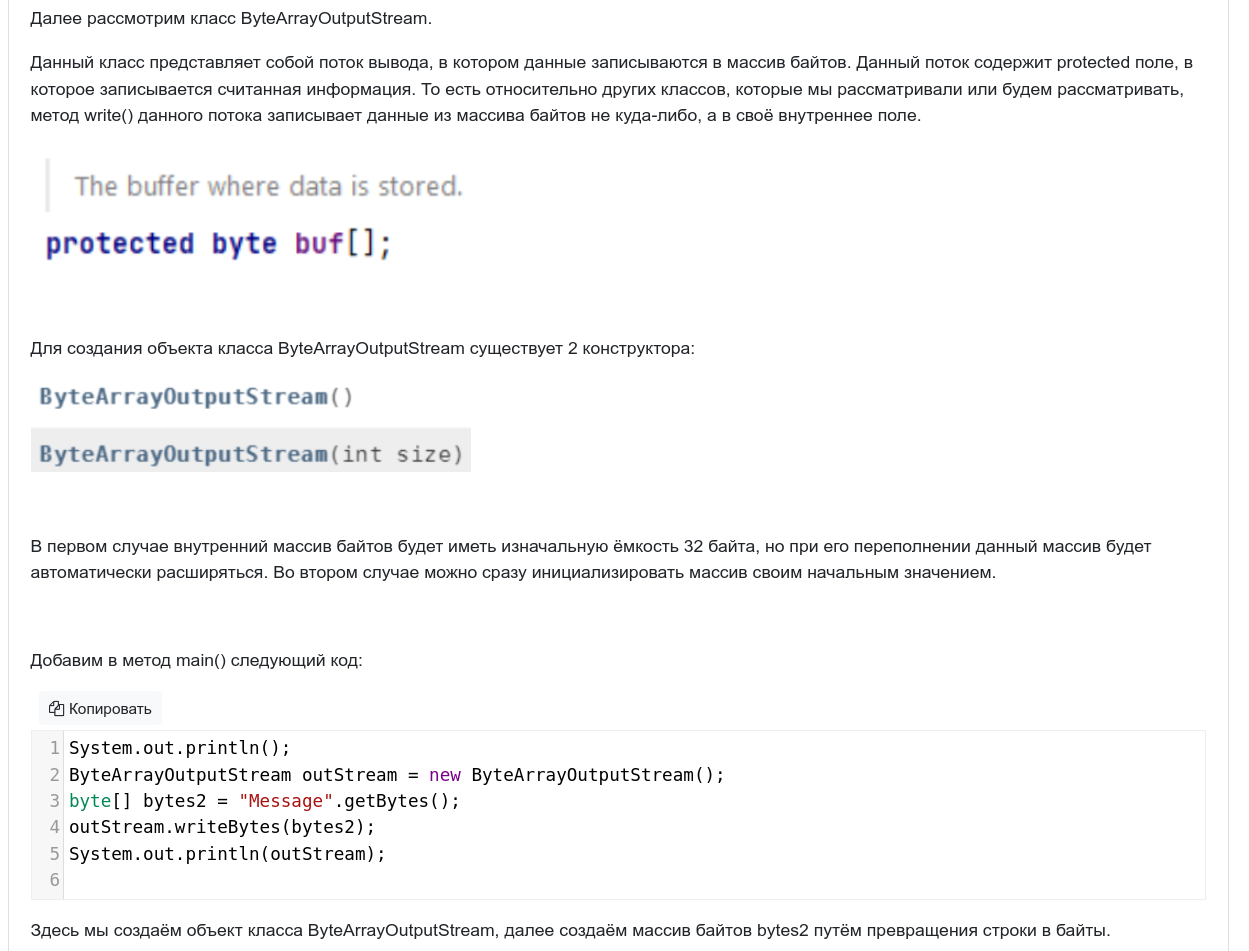 Далее рассмотрим класс ByteArrayOutputStream.
Данный класс представляет собой поток вывода, в котором данные записываются в массив байтов. Данный поток содержит protected поле, в
которое записывается считанная информация. То есть относительно других классов, которые мы рассматривали или будем рассматривать,
метод write() данного потока записывает данные из массива байтов не куда-либо, а в своё внутреннее поле.
The buffer where data is stored.
protected byte buf[];
Для создания объекта класса ByteArrayOutputStream существует 2 конструктора:
ByteArrayOutputStream()
ByteArrayOutputStream(int size)
В первом случае внутренний массив байтов будет иметь изначальную ёмкость 32 байта, но при его переполнении данный массив будет
автоматически расширяться. Во втором случае можно сразу инициализировать массив своим начальным значением.
Добавим в метод main() следующий код:
Копировать
1 System.out.println();
2 ByteArrayOutputStream outStream = new ByteArrayOutputStream();
3 byte[] bytes2 = "Message".getBytes();
4 outStream.writeBytes(bytes2);
5 System.out.println(outStream);
6
Здесь мы создаём объект класса ByteArrayOutputStream, далее создаём массив байтов bytes2 путём превращения строки в байты.